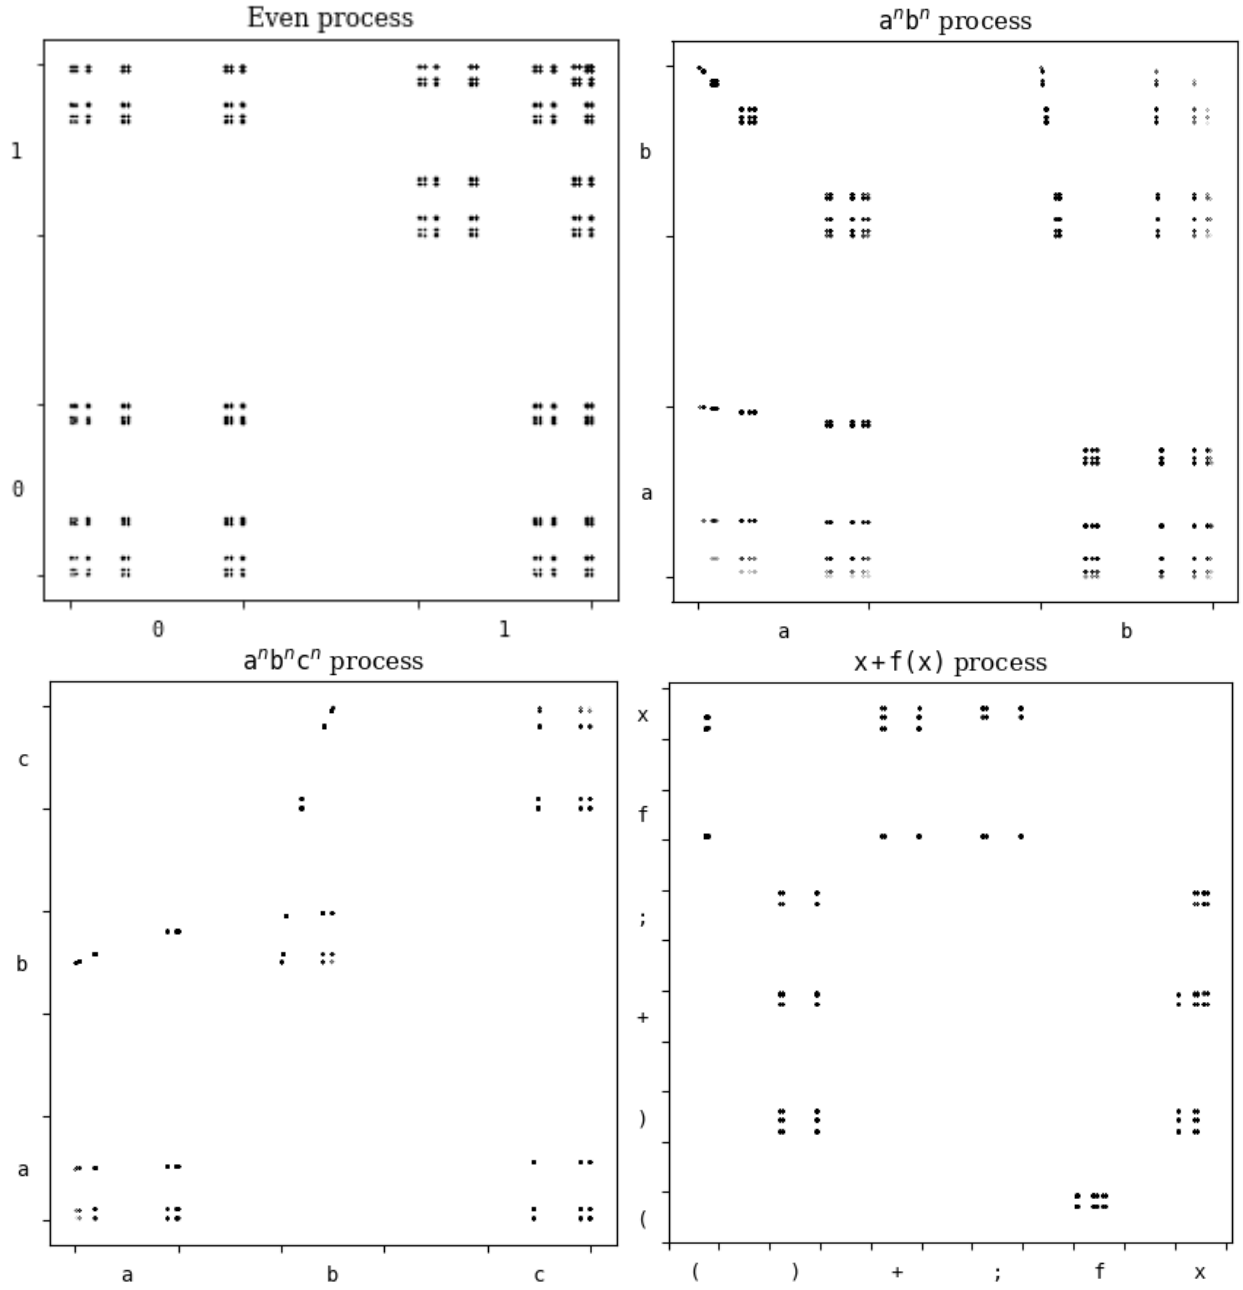 Even process
1
0
0 1
aⁿbⁿ process
b
a
a b
aⁿbⁿcⁿ process
c
b
a
a b c
x+f(x) process
x
f
;
+
)
(
( ) + ; f x